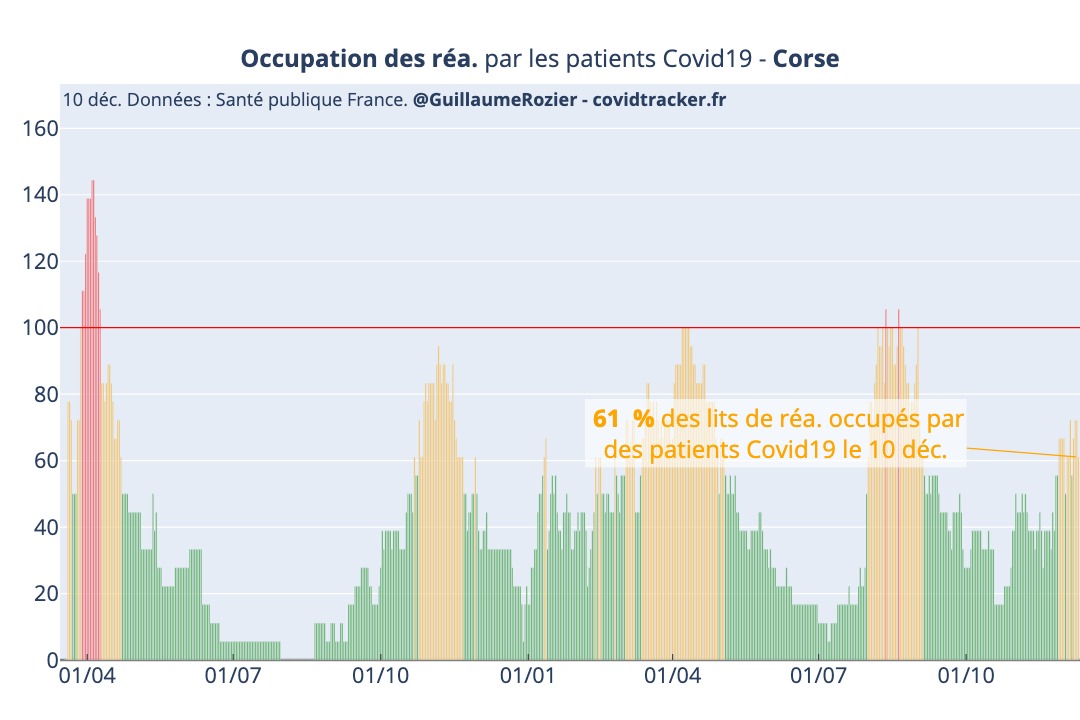 Occupation des réa. par les patients Covid19 - Corse
10 déc. Données : Santé publique France. @GuillaumeRozier - covidtracker.fr
160
140
120
100
80
60
40
20
0
61 % des lits de réa. occupés par
des patients Covid19 le 10 déc.
01/04 01/07 01/10 01/01 01/04 01/07 01/10